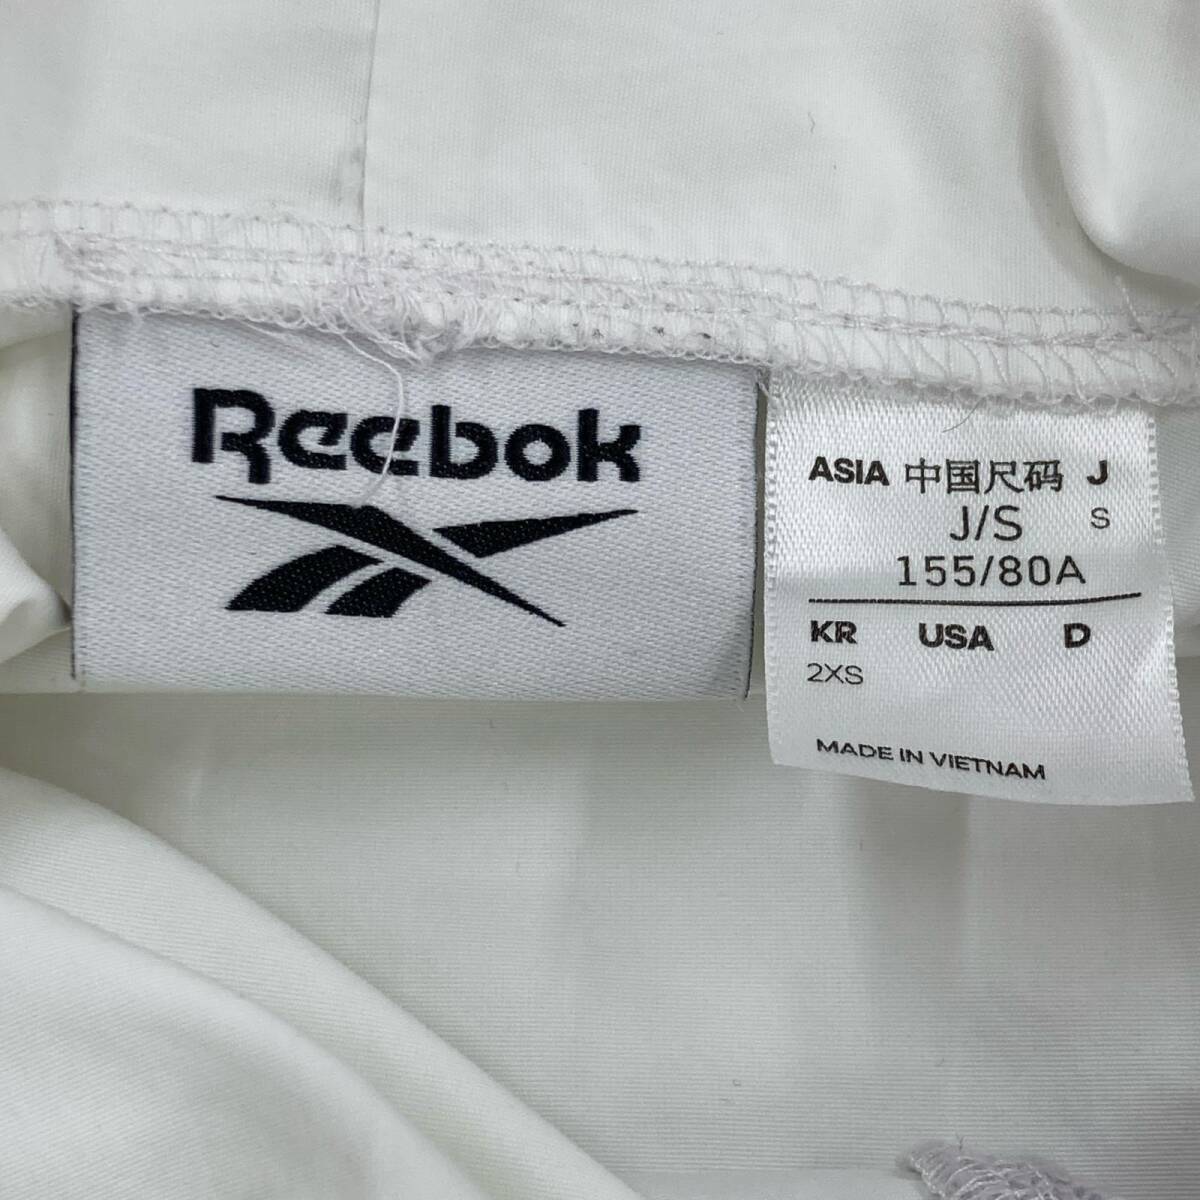 Reebok
ASIA 中国尺码 J
J/S S
155/80A
KR USA D
2XS
MADE IN VIETNAM